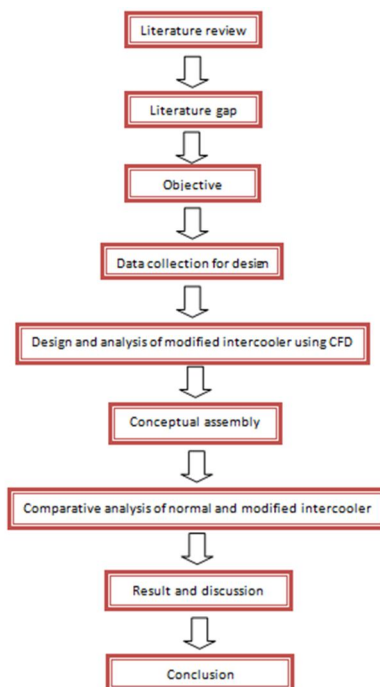 Literature review
Literature gap
Objective
Data collection for design
Design and analysis of modified intercooler using CFD
Conceptual assembly
Comparative analysis of normal and modified intercooler
Result and discussion
Conclusion